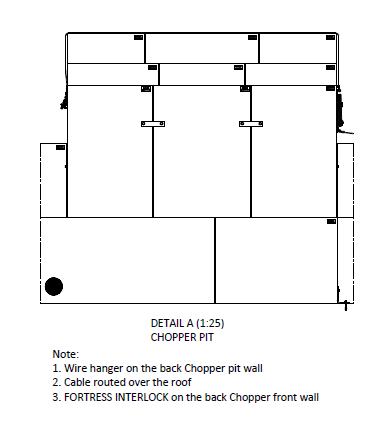 DETAIL A (1:25)
CHOPPER PIT
Note:
1. Wire hanger on the back Chopper pit wall
2. Cable routed over the roof
3. FORTRESS INTERLOCK on the back Chopper front wall